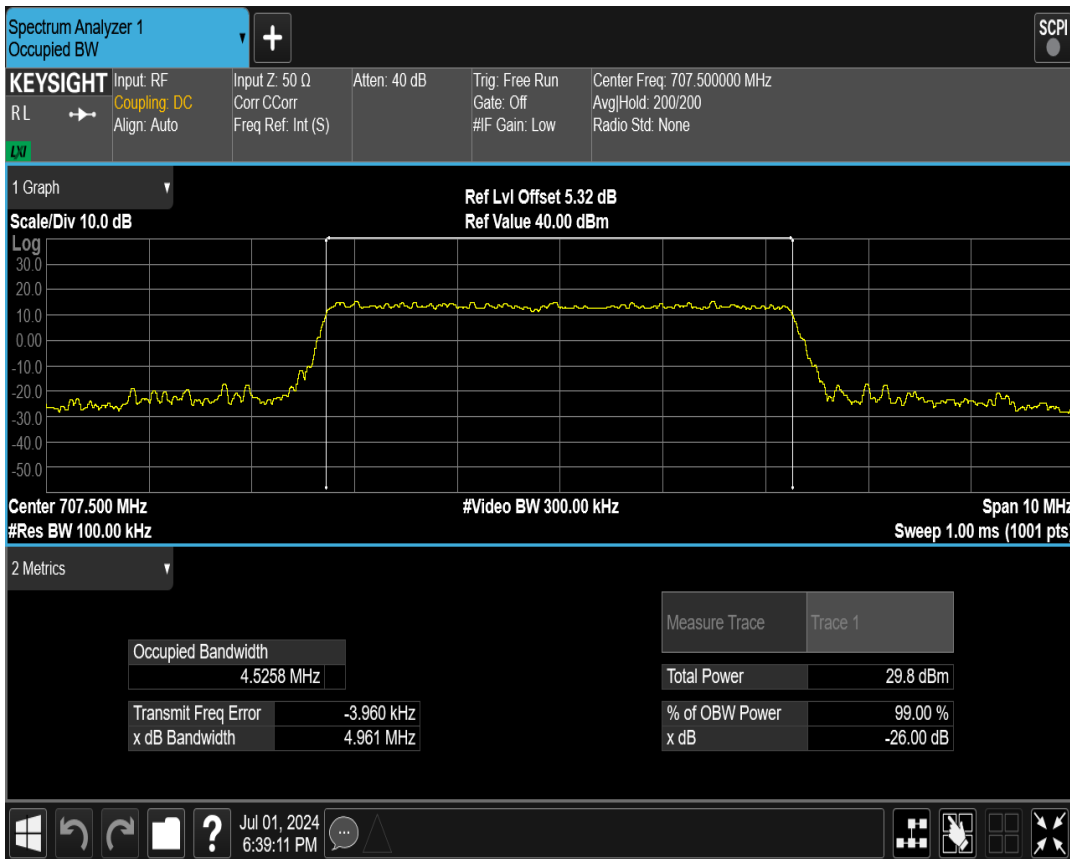 Spectrum Analyzer 1
Occupied BW
+
SCPI
KEYSIGHT
R L
LXI
Input: RF
Coupling: DC
Align: Auto
Input Z: 50 Ω
Corr CCorr
Freq Ref: Int (S)
Atten: 40 dB
Trig: Free Run
Gate: Off
#IF Gain: Low
Center Freq: 707.500000 MHz
Avg|Hold: 200/200
Radio Std: None
1 Graph
Scale/Div 10.0 dB
Ref Lvl Offset 5.32 dB
Ref Value 40.00 dBm
Log
30.0
20.0
10.0
0.00
-10.0
-20.0
-30.0
-40.0
-50.0
Center 707.500 MHz
#Video BW 300.00 kHz
Span 10 MHz
#Res BW 100.00 kHz
Sweep 1.00 ms (1001 pts)
2 Metrics
Measure Trace Trace 1
Occupied Bandwidth
4.5258 MHz
Total Power 29.8 dBm
Transmit Freq Error -3.960 kHz
% of OBW Power 99.00 %
x dB Bandwidth 4.961 MHz
x dB -26.00 dB
?
Jul 01, 2024
6:39:11 PM